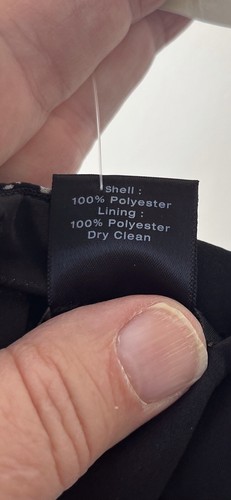 Shell :
100% Polyester
Lining :
100% Polyester
Dry Clean